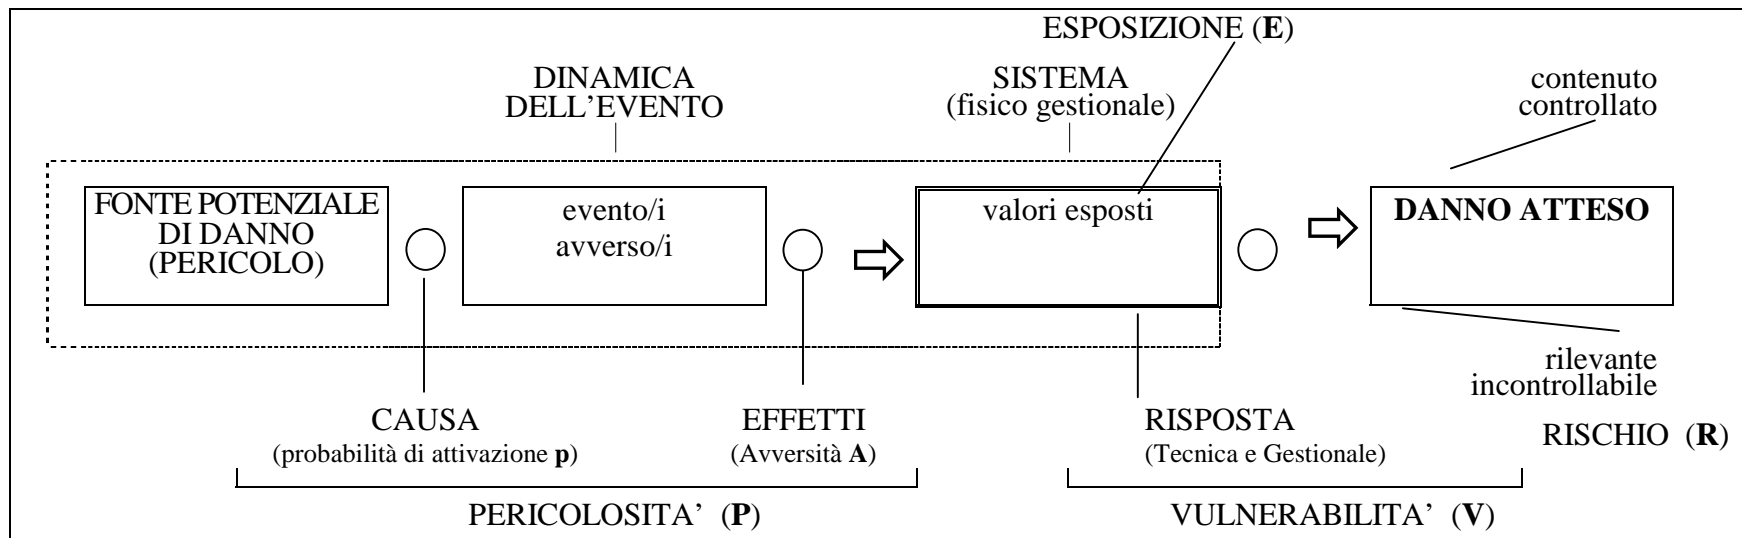 ESPOSIZIONE (E)
DINAMICA
DELL’EVENTO
SISTEMA
(fisico gestionale)
contenuto
controllato
FONTE POTENZIALE
DI DANNO
(PERICOLO)
evento/i
avverso/i
valori esposti
DANNO ATTESO
rilevante
incontrollabile
CAUSA
(probabilità di attivazione p)
EFFETTI
(Avversità A)
RISPOSTA
(Tecnica e Gestionale)
RISCHIO (R)
PERICOLOSITA’ (P)
VULNERABILITA’ (V)